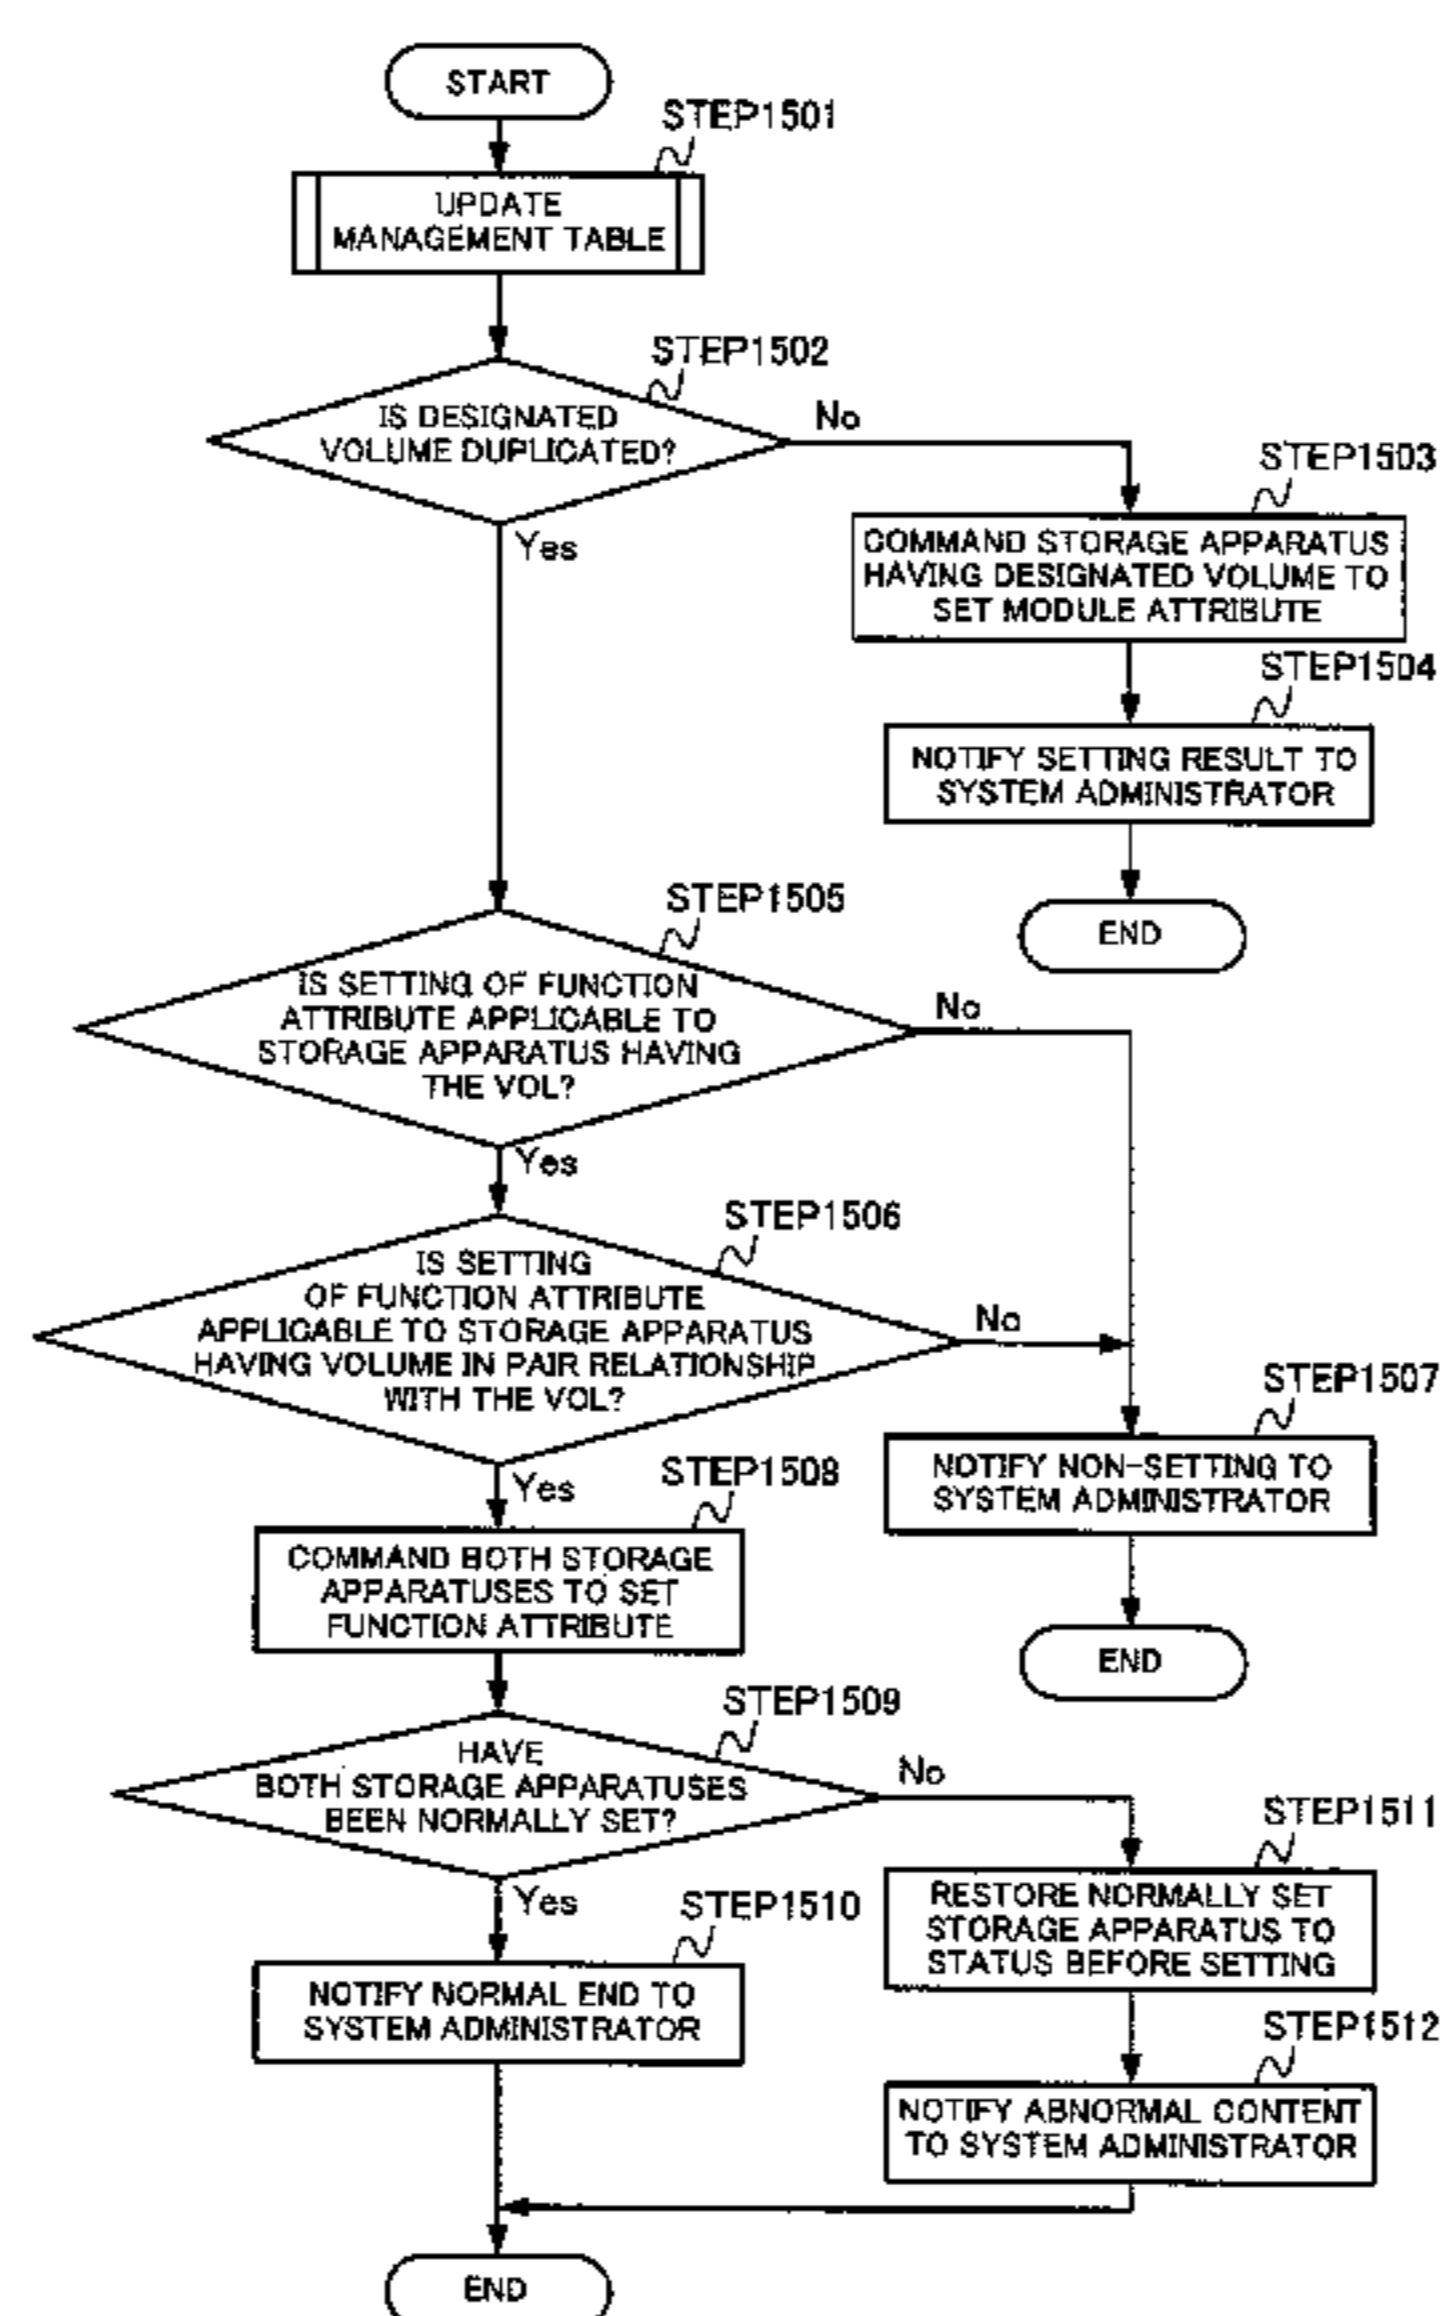 START
STEP1501
UPDATE
MANAGEMENT TABLE
STEP1502
IS DESIGNATED
VOLUME DUPLICATED?
No
Yes
STEP1503
COMMAND STORAGE APPARATUS
HAVING DESIGNATED VOLUME TO
SET MODULE ATTRIBUTE
STEP1504
NOTIFY SETTING RESULT TO
SYSTEM ADMINISTRATOR
END
STEP1505
IS SETTING OF FUNCTION
ATTRIBUTE APPLICABLE TO
STORAGE APPARATUS HAVING
THE VOL?
No
Yes
STEP1506
IS SETTING
OF FUNCTION ATTRIBUTE
APPLICABLE TO STORAGE APPARATUS
HAVING VOLUME IN PAIR RELATIONSHIP
WITH THE VOL?
No
Yes
STEP1507
NOTIFY NON-SETTING TO
SYSTEM ADMINISTRATOR
END
STEP1508
COMMAND BOTH STORAGE
APPARATUSES TO SET
FUNCTION ATTRIBUTE
STEP1509
HAVE
BOTH STORAGE APPARATUSES
BEEN NORMALLY SET?
No
Yes
STEP1510
NOTIFY NORMAL END TO
SYSTEM ADMINISTRATOR
STEP1511
RESTORE NORMALLY SET
STORAGE APPARATUS TO
STATUS BEFORE SETTING
STEP1512
NOTIFY ABNORMAL CONTENT
TO SYSTEM ADMINISTRATOR
END